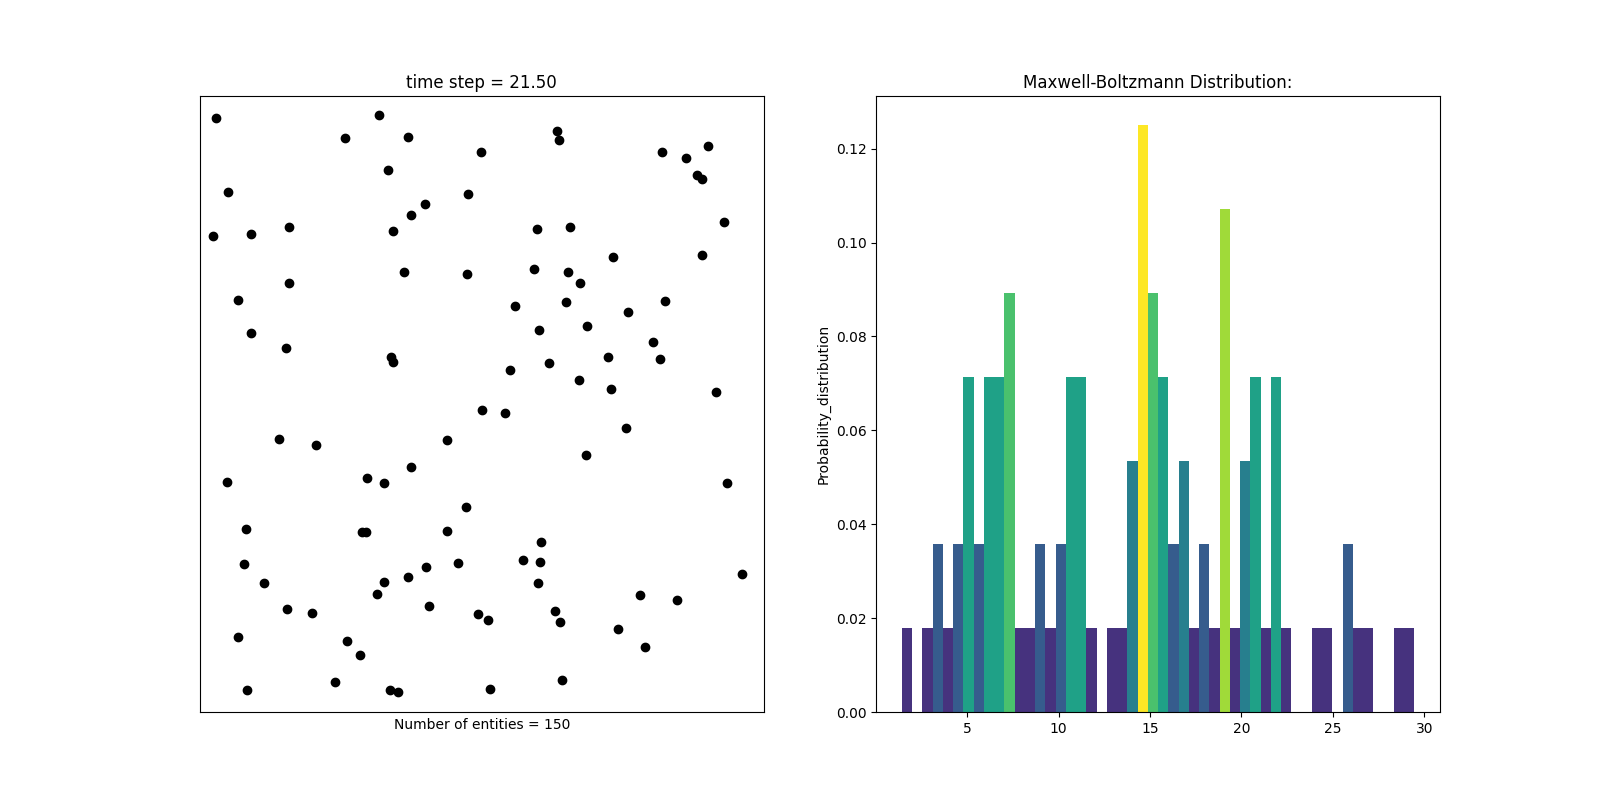 time step = 21.50
Number of entities = 150
Maxwell-Boltzmann Distribution:
Probability_distribution
0.12
0.10
0.08
0.06
0.04
0.02
0.00
5 10 15 20 25 30